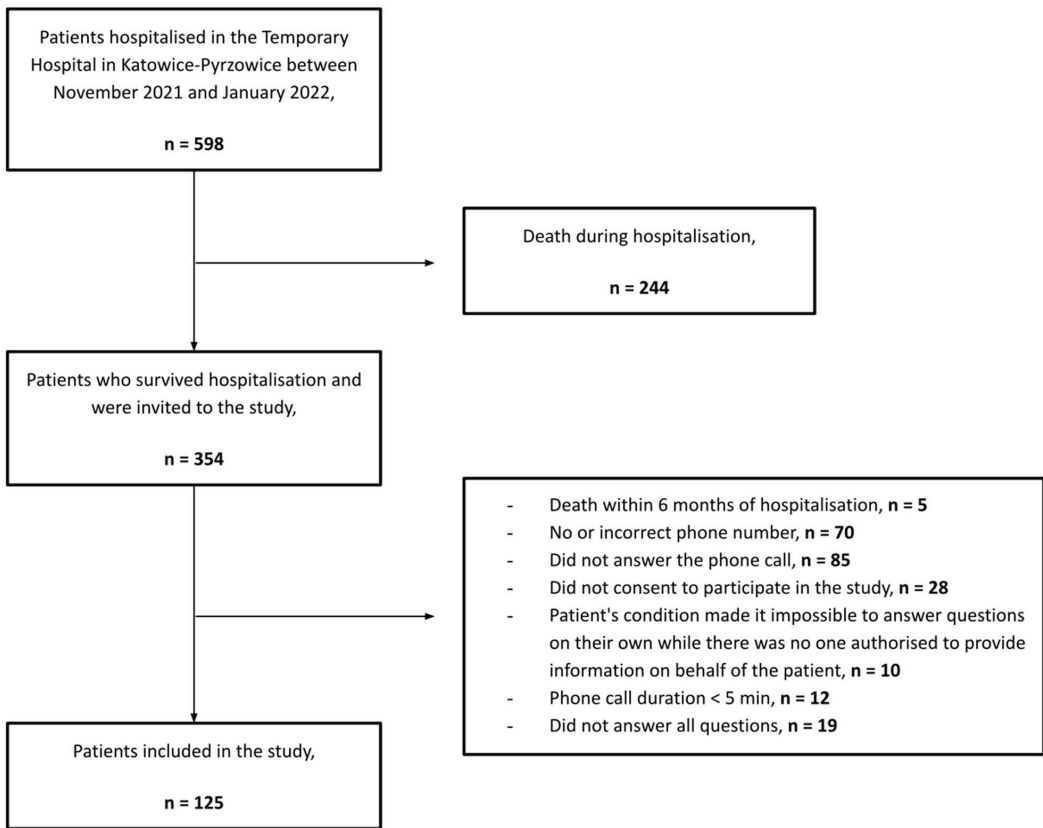 Patients hospitalised in the Temporary
Hospital in Katowice-Pyrzowice between
November 2021 and January 2022,
n = 598
Death during hospitalisation,
n = 244
Patients who survived hospitalisation and
were invited to the study,
n = 354
- Death within 6 months of hospitalisation, n = 5
- No or incorrect phone number, n = 70
- Did not answer the phone call, n = 85
- Did not consent to participate in the study, n = 28
- Patient's condition made it impossible to answer questions
on their own while there was no one authorised to provide
information on behalf of the patient, n = 10
- Phone call duration < 5 min, n = 12
- Did not answer all questions, n = 19
Patients included in the study,
n = 125